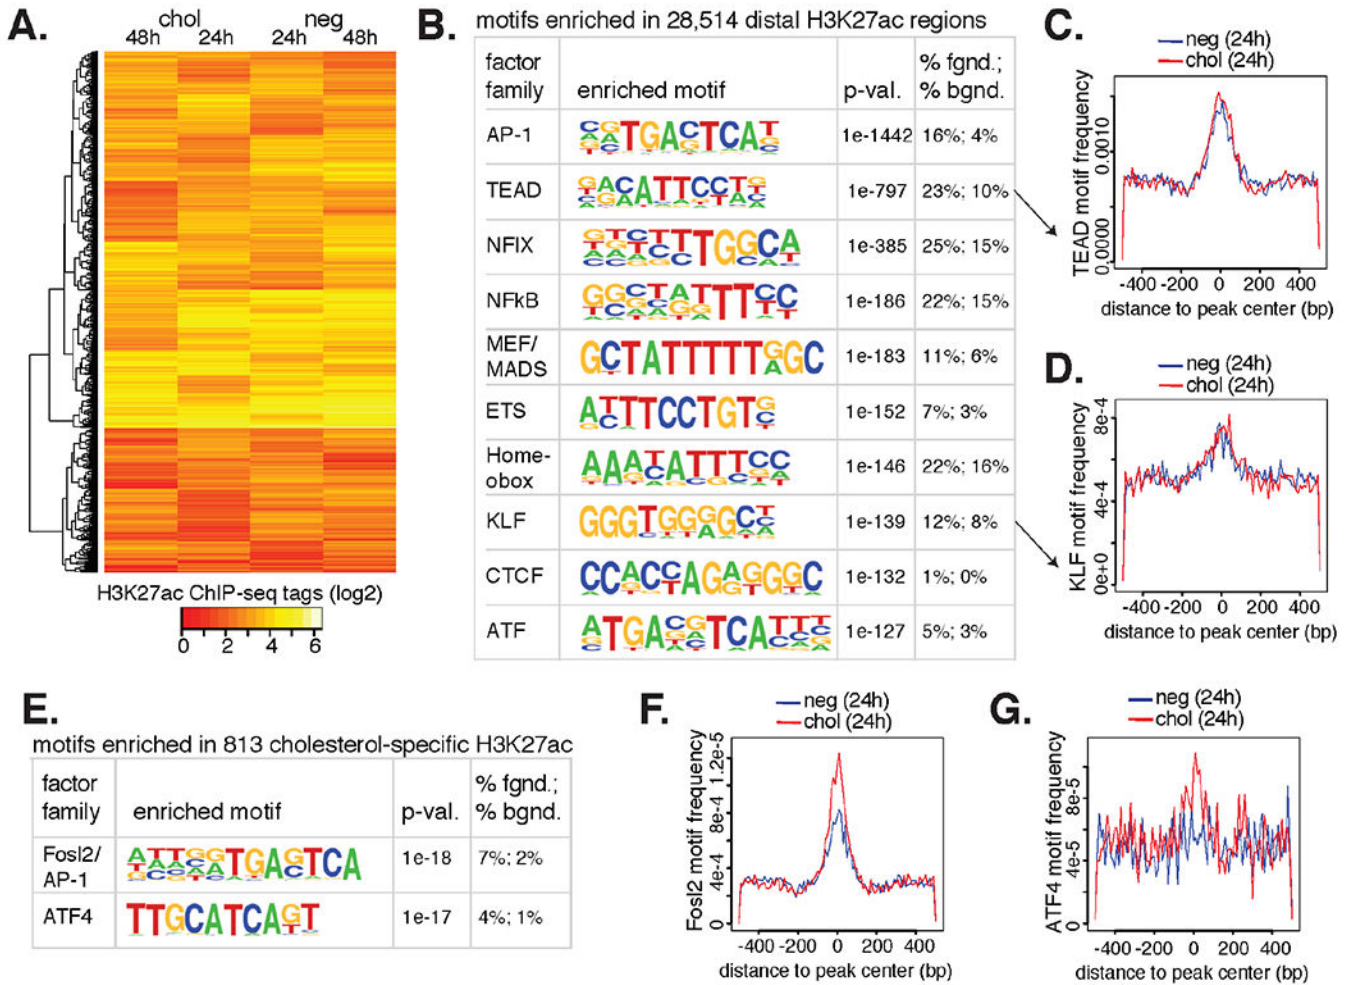 A.
chol neg
48h 24h 24h 48h
H3K27ac ChIP-seq tags (log2)
0 2 4 6
B.
motifs enriched in 28,514 distal H3K27ac regions
factor family enriched motif p-val. % fgnd.; % bgnd.
AP-1 1e-1442 16%; 4%
TEAD 1e-797 23%; 10%
NFIX 1e-385 25%; 15%
NFkB 1e-186 22%; 15%
MEF/ MADS GCTATTTTTGGC 1e-183 11%; 6%
ETS 1e-152 7%; 3%
Home- obox 1e-146 22%; 16%
KLF 1e-139 12%; 8%
CTCF 1e-132 1%; 0%
ATF 1e-127 5%; 3%
C.
neg (24h)
chol (24h)
TEAD motif frequency
0.0000 0.0010
-400 -200 0 200 400
distance to peak center (bp)
D.
neg (24h)
chol (24h)
KLF motif frequency
0e+0 4e-4 8e-4
-400 -200 0 200 400
distance to peak center (bp)
E.
motifs enriched in 813 cholesterol-specific H3K27ac
factor family enriched motif p-val. % fgnd.; % bgnd.
Fosl2/ AP-1 1e-18 7%; 2%
ATF4 TTGCATCAGT 1e-17 4%; 1%
F.
neg (24h)
chol (24h)
Fosl2 motif frequency
0 4e-4 8e-4 1.2e-5
-400 -200 0 200 400
distance to peak center (bp)
G.
neg (24h)
chol (24h)
ATF4 motif frequency
0 4e-5 8e-5
-400 -200 0 200 400
distance to peak center (bp)